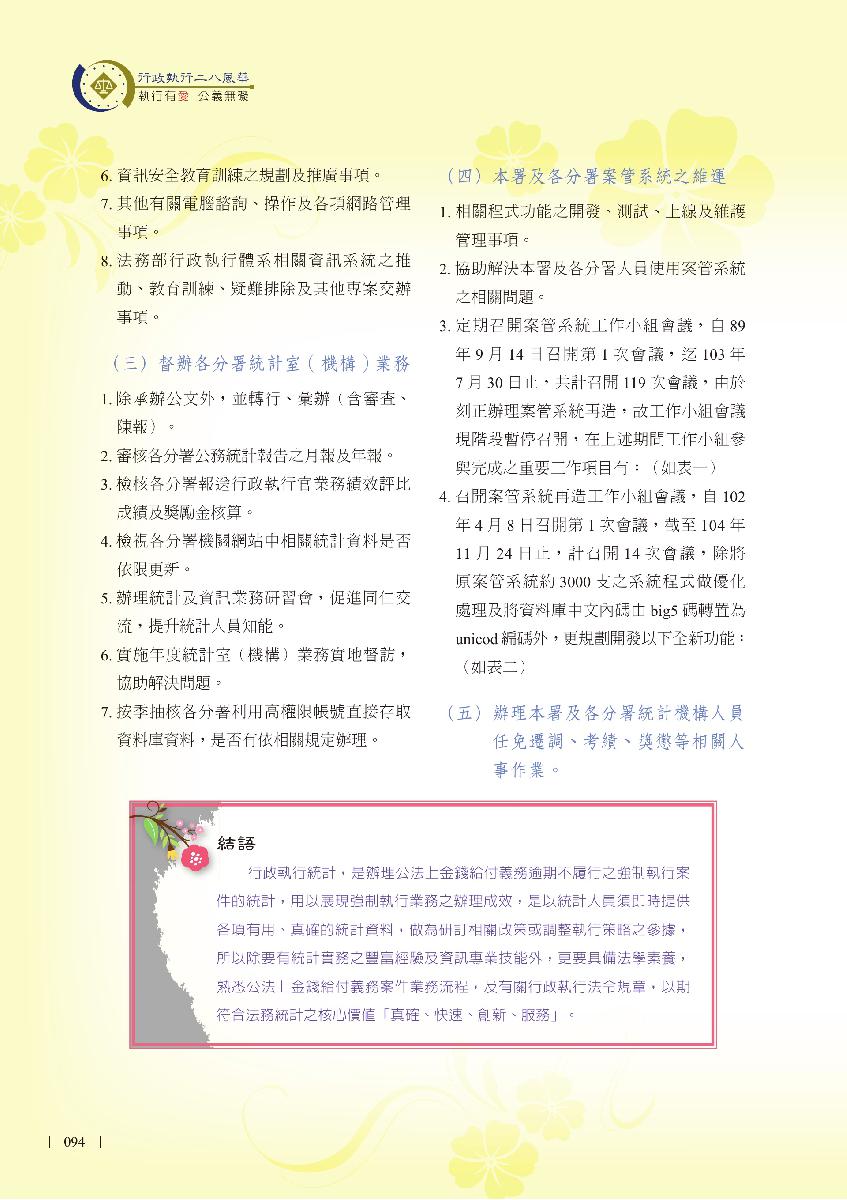 行政執行二八風華
執行有愛 公義無礙
6. 資訊安全教育訓練之規劃及推廣事項。
7. 其他有關電腦諮詢、操作及各項網路管理
事項。
8. 法務部行政執行體系相關資訊系統之推
動、教育訓練、疑難排除及其他專案交辦
事項。
（三）督辦各分署統計室（機構）業務
1. 除承辦公文外，並轉行、彙辦（含審查、
陳報）。
2. 審核各分署公務統計報告之月報及年報。
3. 檢核各分署報送行政執行官業務績效評比
成績及獎勵金核算。
4. 檢視各分署機關網站中相關統計資料是否
依限更新。
5. 辦理統計及資訊業務研習會，促進同仁交
流，提升統計人員知能。
6. 實施年度統計室（機構）業務實地督訪，
協助解決問題。
7. 按季抽核各分署利用高權限帳號直接存取
資料庫資料，是否有依相關規定辦理。
（四）本署及各分署案管系統之維運
1. 相關程式功能之開發、測試、上線及維護
管理事項。
2. 協助解決本署及各分署人員使用案管系統
之相關問題。
3. 定期召開案管系統工作小組會議，自 89
年 9 月 14 日召開第 1 次會議，迄 103 年
7 月 30 日止，共計召開 119 次會議，由於
刻正辦理案管系統再造，故工作小組會議
現階段暫停召開，在上述期間工作小組參
與完成之重要工作項目有：（如表一）
4. 召開案管系統再造工作小組會議，自 102
年 4 月 8 日召開第 1 次會議，截至 104 年
11 月 24 日止，計召開 14 次會議，除將
原案管系統約 3000 支之系統程式做優化
處理及將資料庫中文內碼由 big5 碼轉置為
unicod 編碼外，更規劃開發以下全新功能：
（如表二）
（五）辦理本署及各分署統計機構人員
任免遷調、考績、獎懲等相關人
事作業。
結語
行政執行統計，是辦理公法上金錢給付義務逾期不履行之強制執行案
件的統計，用以展現強制執行業務之辦理成效，是以統計人員須即時提供
各項有用、真確的統計資料，做為研訂相關政策或調整執行策略之參據，
所以除要有統計實務之豐富經驗及資訊專業技能外，更要具備法學素養，
熟悉公法上金錢給付義務案件業務流程，及有關行政執行法令規章，以期
符合法務統計之核心價值「真確、快速、創新、服務」。
094